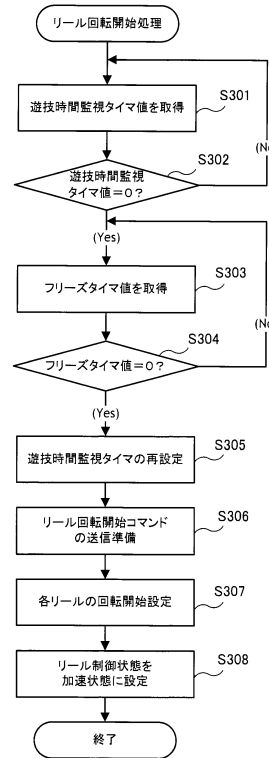 リール回転開始処理
S301
遊技時間監視タイマ値を取得
S302
遊技時間監視
タイマ値=0？
(No
(Yes)
S303
フリーズタイマ値を取得
S304
フリーズタイマ値=0？
(No
(Yes)
S305
遊技時間監視タイマの再設定
S306
リール回転開始コマンド
の送信準備
S307
各リールの回転開始設定
S308
リール制御状態を
加速状態に設定
終了